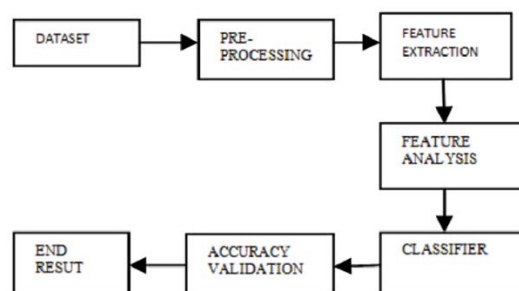 DATASET
PRE-
PROCESSING
FEATURE
EXTRACTION
FEATURE
ANALYSIS
CLASSIFIER
ACCURACY
VALIDATION
END
RESUT